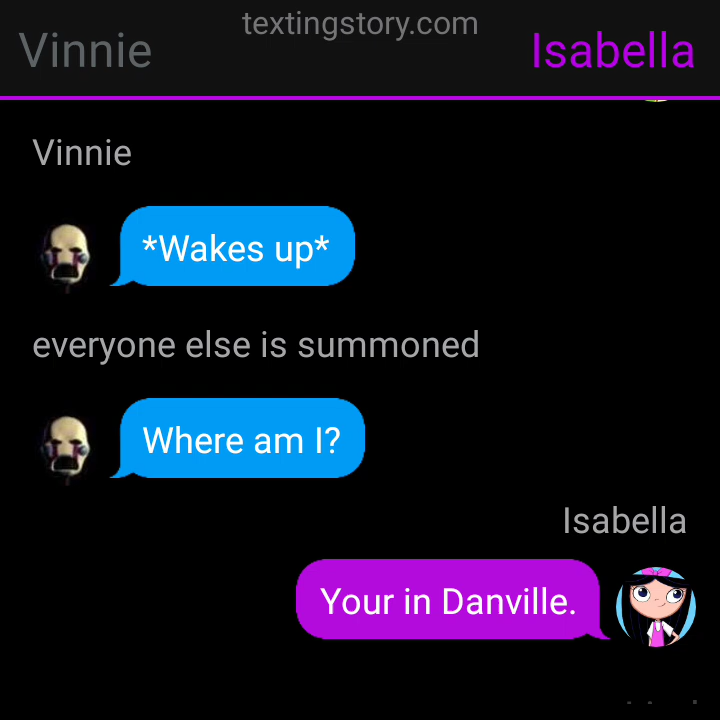 textingstory.com
Vinnie
Isabella
Vinnie
*Wakes up*
everyone else is summoned
Where am I?
Isabella
Your in Danville.